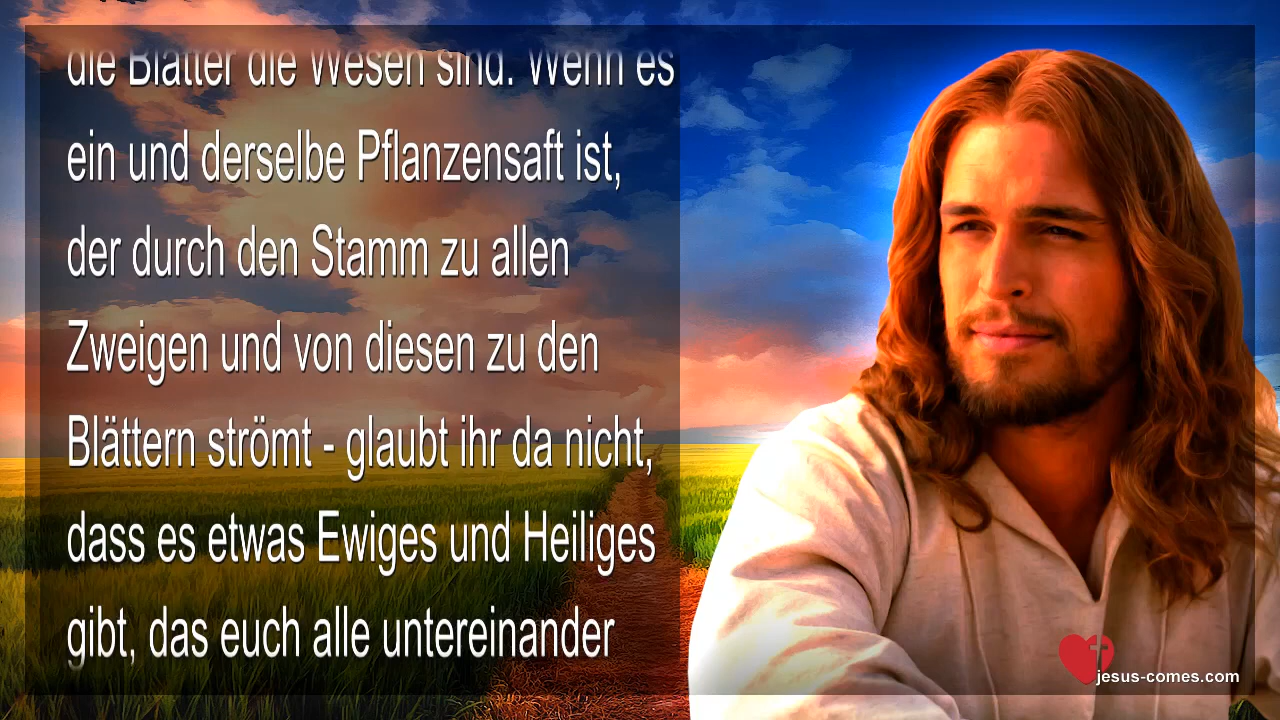 die Blätter die Wesen sind. Wenn es
ein und derselbe Pflanzensaft ist,
der durch den Stamm zu allen
Zweigen und von diesen zu den
Blättern strömt - glaubt ihr da nicht,
dass es etwas Ewiges und Heiliges
gibt, das euch alle untereinander
jesus-comes.com